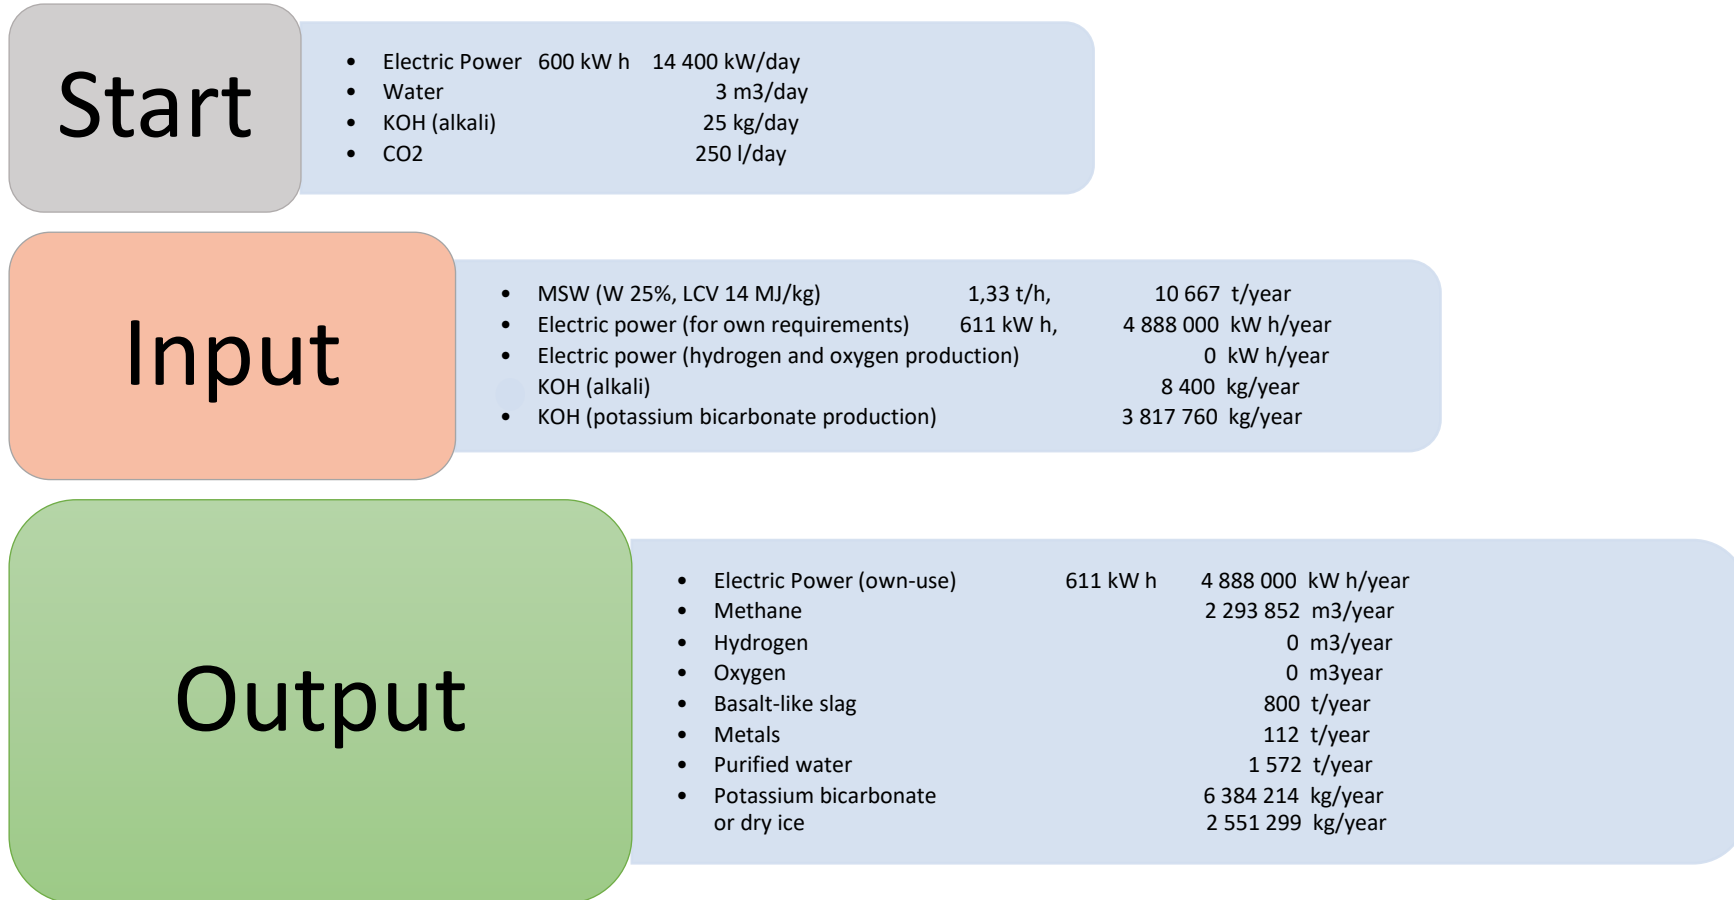 Start
• Electric Power 600 kW h 14 400 kW/day
• Water 3 m3/day
• KOH (alkali) 25 kg/day
• CO2 250 l/day
Input
• MSW (W 25%, LCV 14 MJ/kg) 1,33 t/h, 10 667 t/year
• Electric power (for own requirements) 611 kW h, 4 888 000 kW h/year
• Electric power (hydrogen and oxygen production) 0 kW h/year
KOH (alkali) 8 400 kg/year
• KOH (potassium bicarbonate production) 3 817 760 kg/year
Output
• Electric Power (own-use) 611 kW h 4 888 000 kW h/year
• Methane 2 293 852 m3/year
• Hydrogen 0 m3/year
• Oxygen 0 m3year
• Basalt-like slag 800 t/year
• Metals 112 t/year
• Purified water 1 572 t/year
• Potassium bicarbonate 6 384 214 kg/year
or dry ice 2 551 299 kg/year